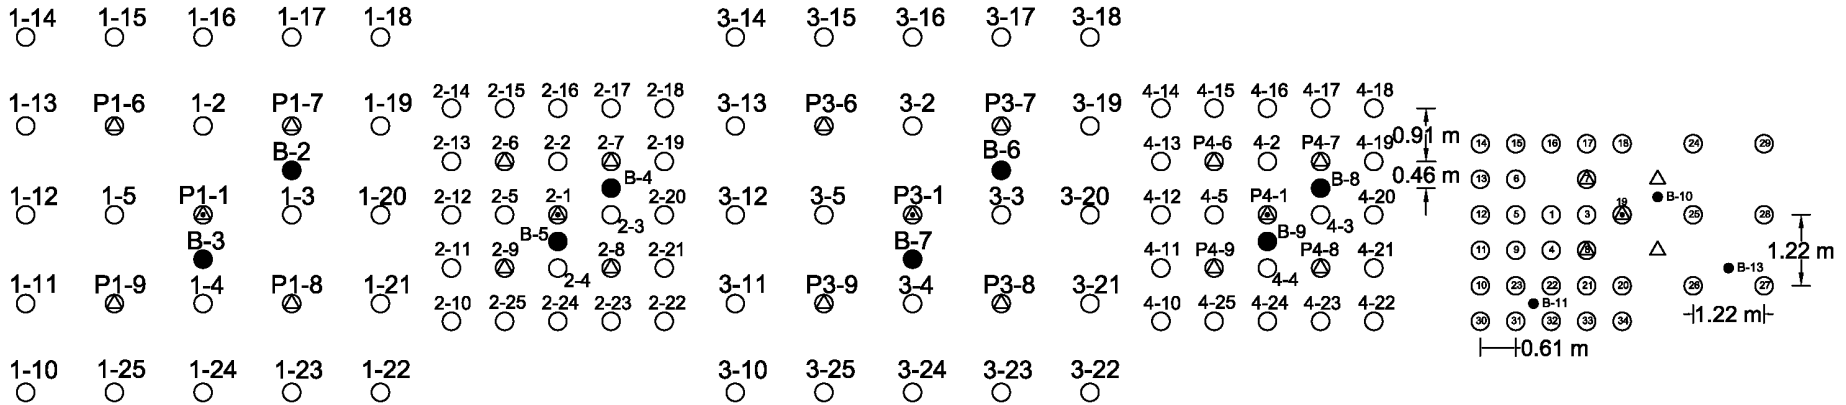 1-14 1-15 1-16 1-17 1-18 3-14 3-15 3-16 3-17 3-18
1-13 P1-6 1-2 P1-7 1-19 2-14 2-15 2-16 2-17 2-18 3-13 P3-6 3-2 P3-7 3-19 4-14 4-15 4-16 4-17 4-18
0.91 m
2-13 2-6 2-2 2-7 2-19 4-13 P4-6 4-2 P4-7 4-19
14 15 16 17 18 24 29
B-2 B-6
B-4 B-8 0.46 m
13 6 7
1-12 1-5 P1-1 1-3 1-20 2-12 2-5 2-1 2-20 3-12 3-5 P3-1 3-3 3-20 4-12 4-5 P4-1 4-20
B-10
19
12 5 1 3 25 28
2-3 4-3
B-3 B-5 B-7 B-9
2-11 2-9 2-8 2-21 4-11 P4-9 P4-8 4-21
11 9 4 8 1.22 m
B-13
2-4 4-4
1-11 P1-9 1-4 P1-8 1-21 3-11 P3-9 3-4 P3-8 3-21
10 23 22 21 20 26 27
2-10 2-25 2-24 2-23 2-22 4-10 4-25 4-24 4-23 4-22
B-11
1.22 m
30 31 32 33 34
0.61 m
1-10 1-25 1-24 1-23 1-22 3-10 3-25 3-24 3-23 3-22